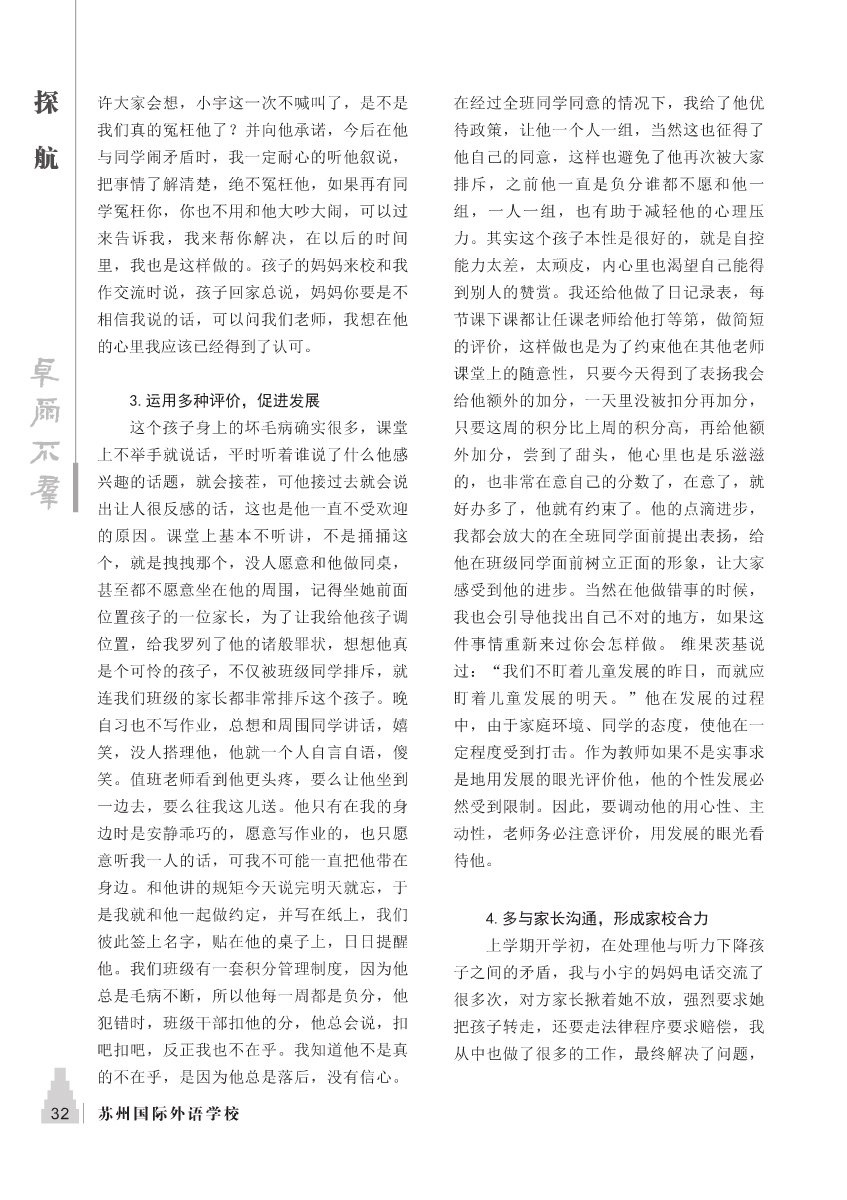 探
航
卓尔不群
许大家会想，小宇这一次不喊叫了，是不是
我们真的冤枉他了？并向他承诺，今后在他
与同学闹矛盾时，我一定耐心的听他叙说，
把事情了解清楚，绝不冤枉他，如果再有同
学冤枉你，你也不用和他大吵大闹，可以过
来告诉我，我来帮你解决，在以后的时间
里，我也是这样做的。孩子的妈妈来校和我
作交流时说，孩子回家总说，妈妈你要是不
相信我说的话，可以问我们老师，我想在他
的心里我应该已经得到了认可。
3.运用多种评价，促进发展
这个孩子身上的坏毛病确实很多，课堂
上不举手就说话，平时听着谁说了什么他感
兴趣的话题，就会接茬，可他接过去就会说
出让人很反感的话，这也是他一直不受欢迎
的原因。课堂上基本不听讲，不是捅捅这
个，就是拽拽那个，没人愿意和他做同桌，
甚至都不愿意坐在他的周围，记得坐她前面
位置孩子的一位家长，为了让我给他孩子调
位置，给我罗列了他的诸般罪状，想想他真
是个可怜的孩子，不仅被班级同学排斥，就
连我们班级的家长都非常排斥这个孩子。晚
自习也不写作业，总想和周围同学讲话，嬉
笑，没人搭理他，他就一个人自言自语，傻
笑。值班老师看到他更头疼，要么让他坐到
一边去，要么往我这儿送。他只有在我的身
边时是安静乖巧的，愿意写作业的，也只愿
意听我一人的话，可我不可能一直把他带在
身边。和他讲的规矩今天说完明天就忘，于
是我就和他一起做约定，并写在纸上，我们
彼此签上名字，贴在他的桌子上，日日提醒
他。我们班级有一套积分管理制度，因为他
总是毛病不断，所以他每一周都是负分，他
犯错时，班级干部扣他的分，他总会说，扣
吧扣吧，反正我也不在乎。我知道他不是真
的不在乎，是因为他总是落后，没有信心。
在经过全班同学同意的情况下，我给了他优
待政策，让他一个人一组，当然这也征得了
他自己的同意，这样也避免了他再次被大家
排斥，之前他一直是负分谁都不愿和他一
组，一人一组，也有助于减轻他的心理压
力。其实这个孩子本性是很好的，就是自控
能力太差，太顽皮，内心里也渴望自己能得
到别人的赞赏。我还给他做了日记录表，每
节课下课都让任课老师给他打等第，做简短
的评价，这样做也是为了约束他在其他老师
课堂上的随意性，只要今天得到了表扬我会
给他额外的加分，一天里没被扣分再加分，
只要这周的积分比上周的积分高，再给他额
外加分，尝到了甜头，他心里也是乐滋滋
的，也非常在意自己的分数了，在意了，就
好办多了，他就有约束了。他的点滴进步，
我都会放大的在全班同学面前提出表扬，给
他在班级同学面前树立正面的形象，让大家
感受到他的进步。当然在他做错事的时候，
我也会引导他找出自己不对的地方，如果这
件事情重新来过你会怎样做。 维果茨基说
过：“我们不盯着儿童发展的昨日，而就应
盯着儿童发展的明天。”他在发展的过程
中，由于家庭环境、同学的态度，使他在一
定程度受到打击。作为教师如果不是实事求
是地用发展的眼光评价他，他的个性发展必
然受到限制。因此，要调动他的用心性、主
动性，老师务必注意评价，用发展的眼光看
待他。
4.多与家长沟通，形成家校合力
上学期开学初，在处理他与听力下降孩
子之间的矛盾，我与小宇的妈妈电话交流了
很多次，对方家长揪着她不放，强烈要求她
把孩子转走，还要走法律程序要求赔偿，我
从中也做了很多的工作，最终解决了问题，
32 苏州国际外语学校